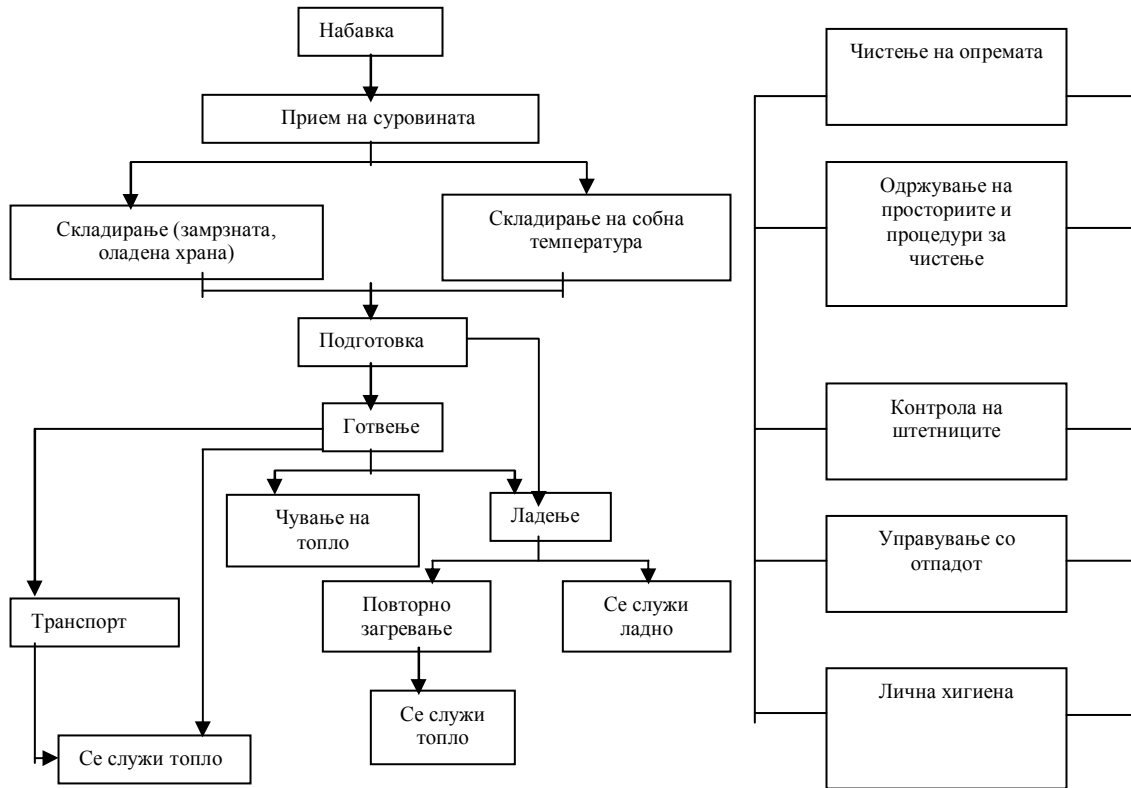 Набавка
Прием на суровината
Складирање (замрзната,
оладена храна)
Складирање на собна
температура
Подготовка
Готвење
Чување на
топло
Ладење
Транспорт
Повторно
загревање
Се служи
ладно
Се служи
топло
Се служи топло
Чистење на опремата
Одржување на
просториите и
процедури за
чистење
Контрола на
штетниците
Управување со
отпадот
Лична хигиена